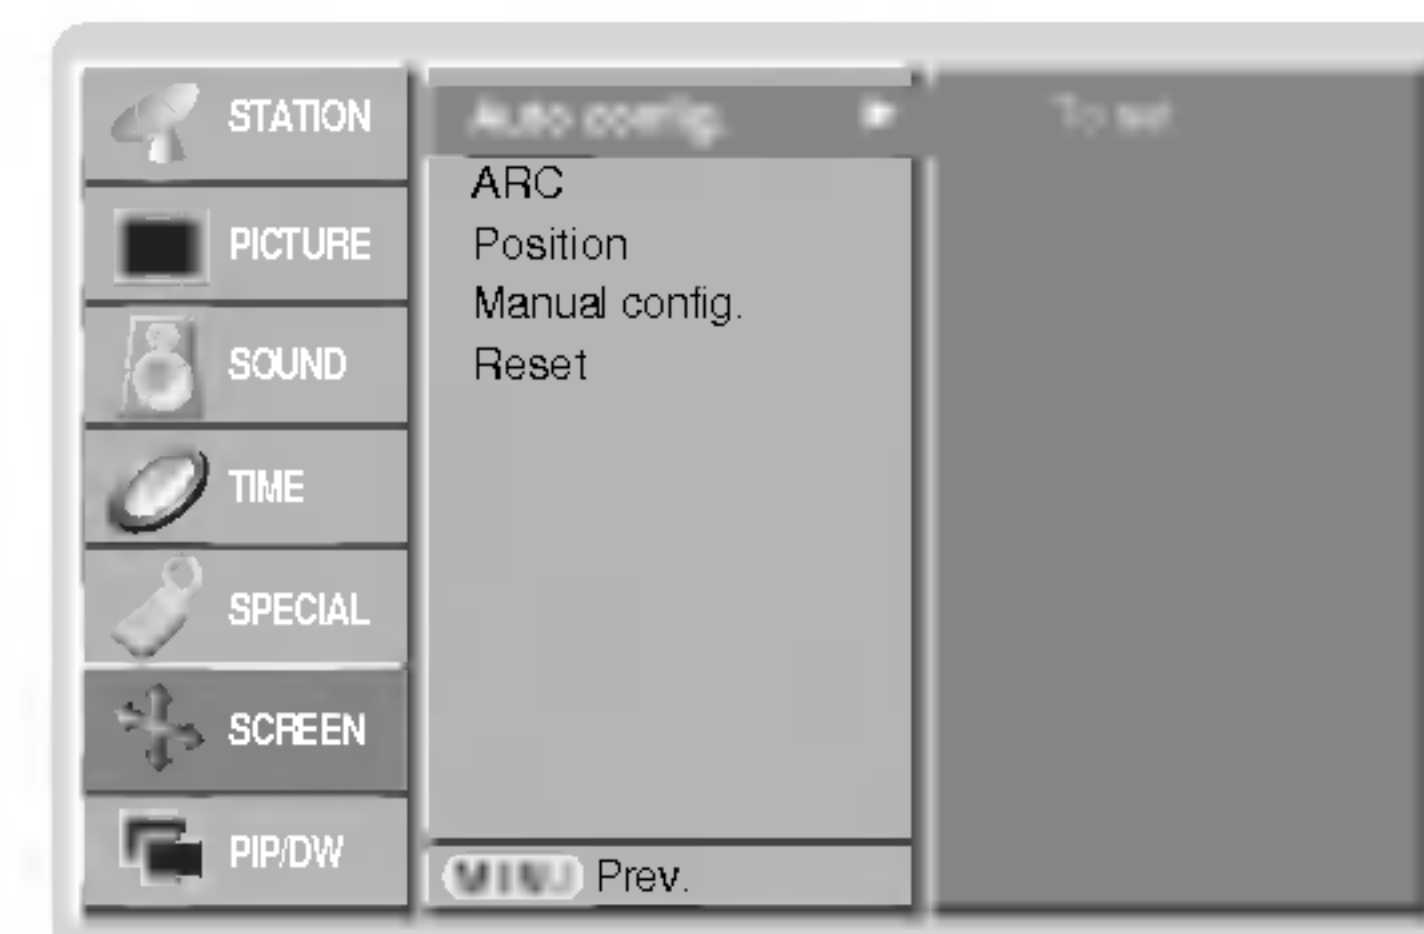 STATION
PICTURE
SOUND
TIME
SPECIAL
SCREEN
PIP/DW
Auto config.
ARC
Position
Manual config.
Reset
MENU Prev.
To set